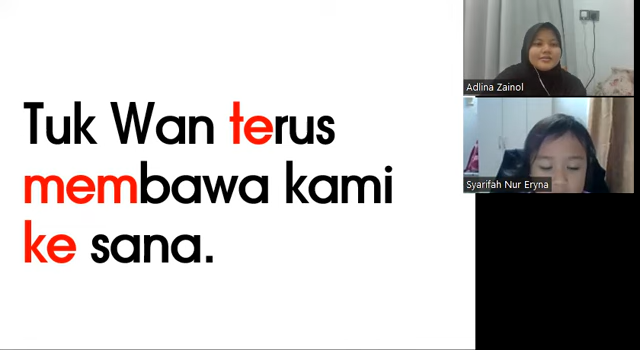 Tuk Wan terus
membawa kami
ke sana.
Adlina Zainol
Syarifah Nur Eryna